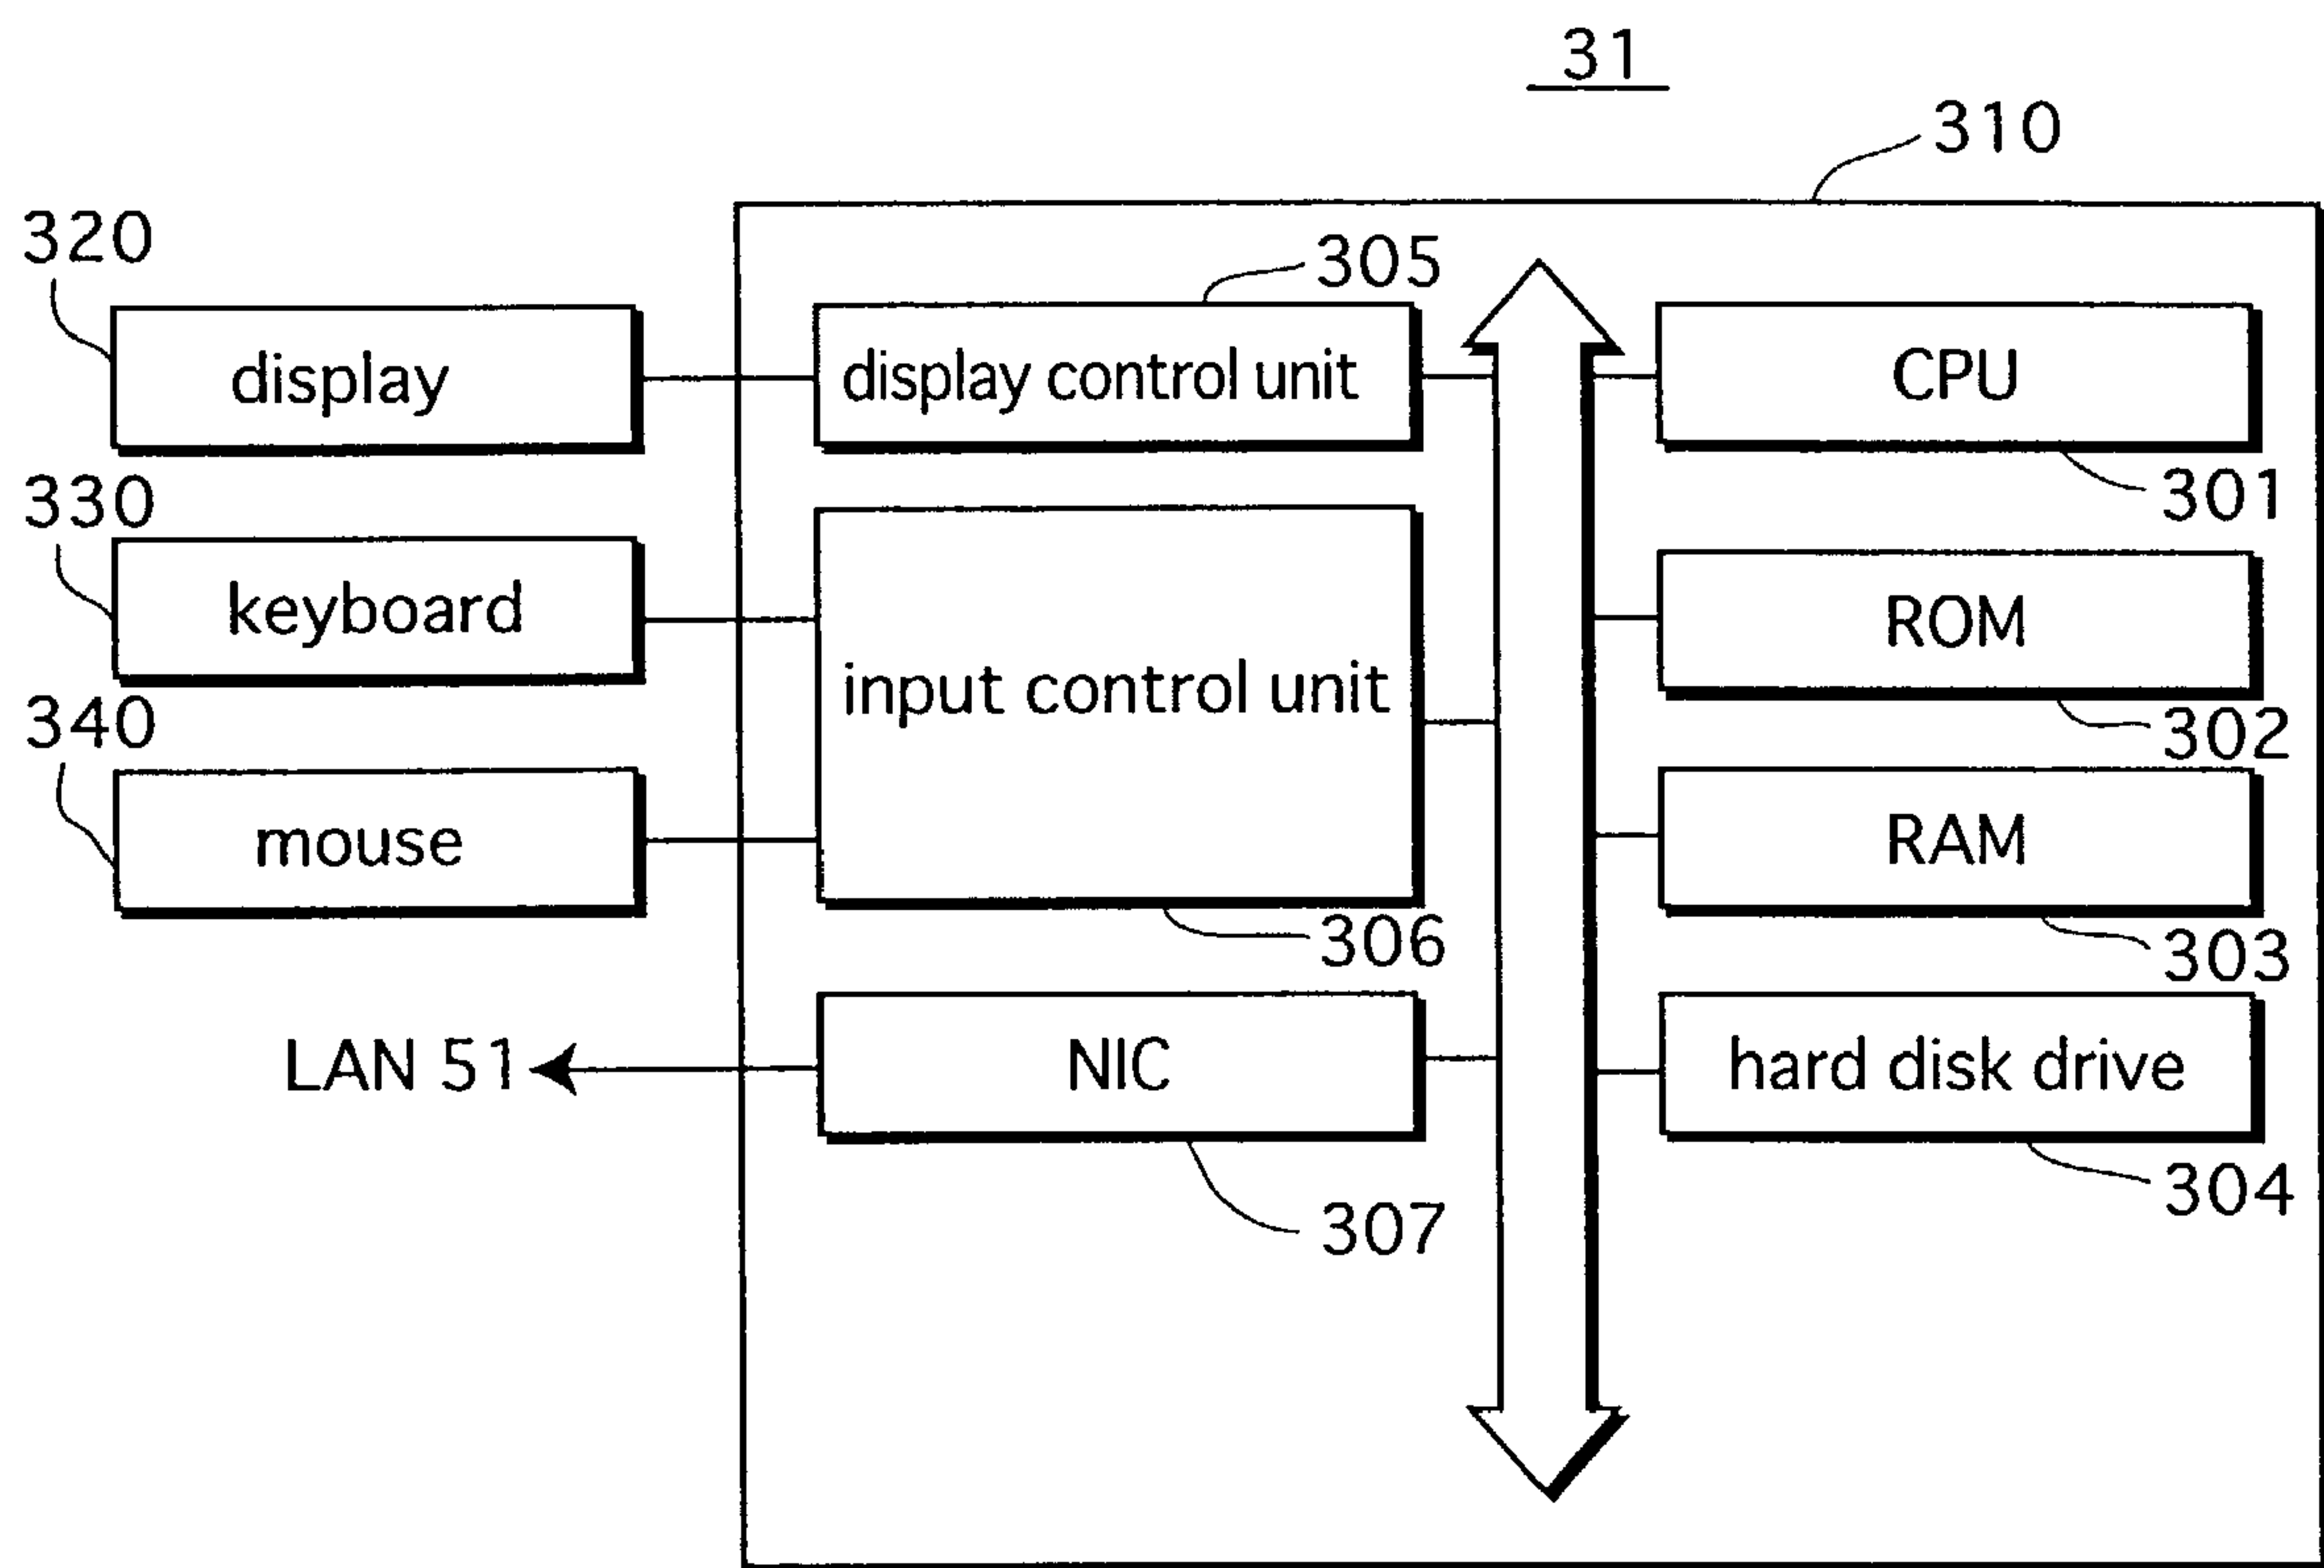 31
310
320
305
display
display control unit
CPU
301
330
keyboard
input control unit
ROM
302
340
mouse
RAM
306
303
LAN 51
NIC
hard disk drive
307
304